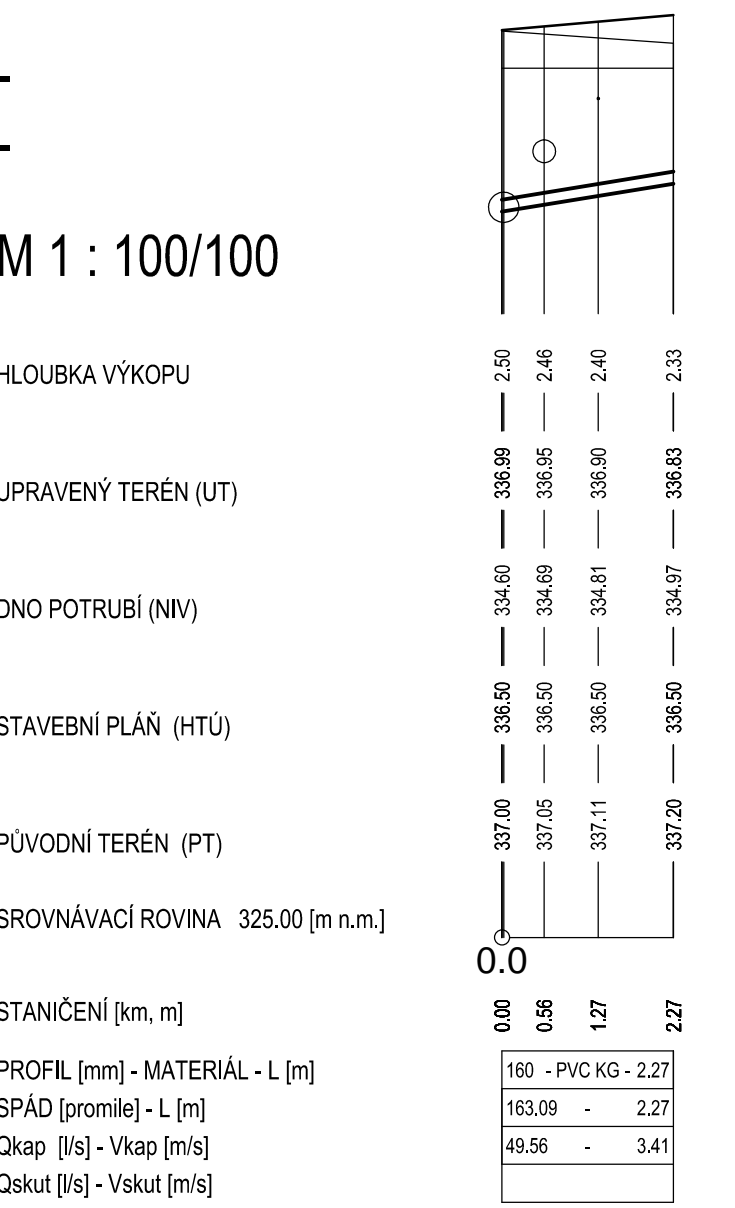 M 1 : 100/100
HLOUBKA VÝKOPU 2.50 2.46 2.40 2.33
UPRAVENÝ TERÉN (UT) 336.99 336.95 336.90 336.83
DNO POTRUBÍ (NIV) 334.60 334.69 334.81 334.97
STAVEBNÍ PLÁŇ (HTÚ) 336.50 336.50 336.50 336.50
PŮVODNÍ TERÉN (PT) 337.00 337.05 337.11 337.20
SROVNÁVACÍ ROVINA 325.00 [m n.m.]
0.0
STANIČENÍ [km, m] 0.00 0.56 1.27 2.27
PROFIL [mm] - MATERIÁL - L [m] 160 - PVC KG - 2.27
SPÁD [promile] - L [m] 163.09 - 2.27
Qkap [l/s] - Vkap [m/s] 49.56 - 3.41
Qskut [l/s] - Vskut [m/s]